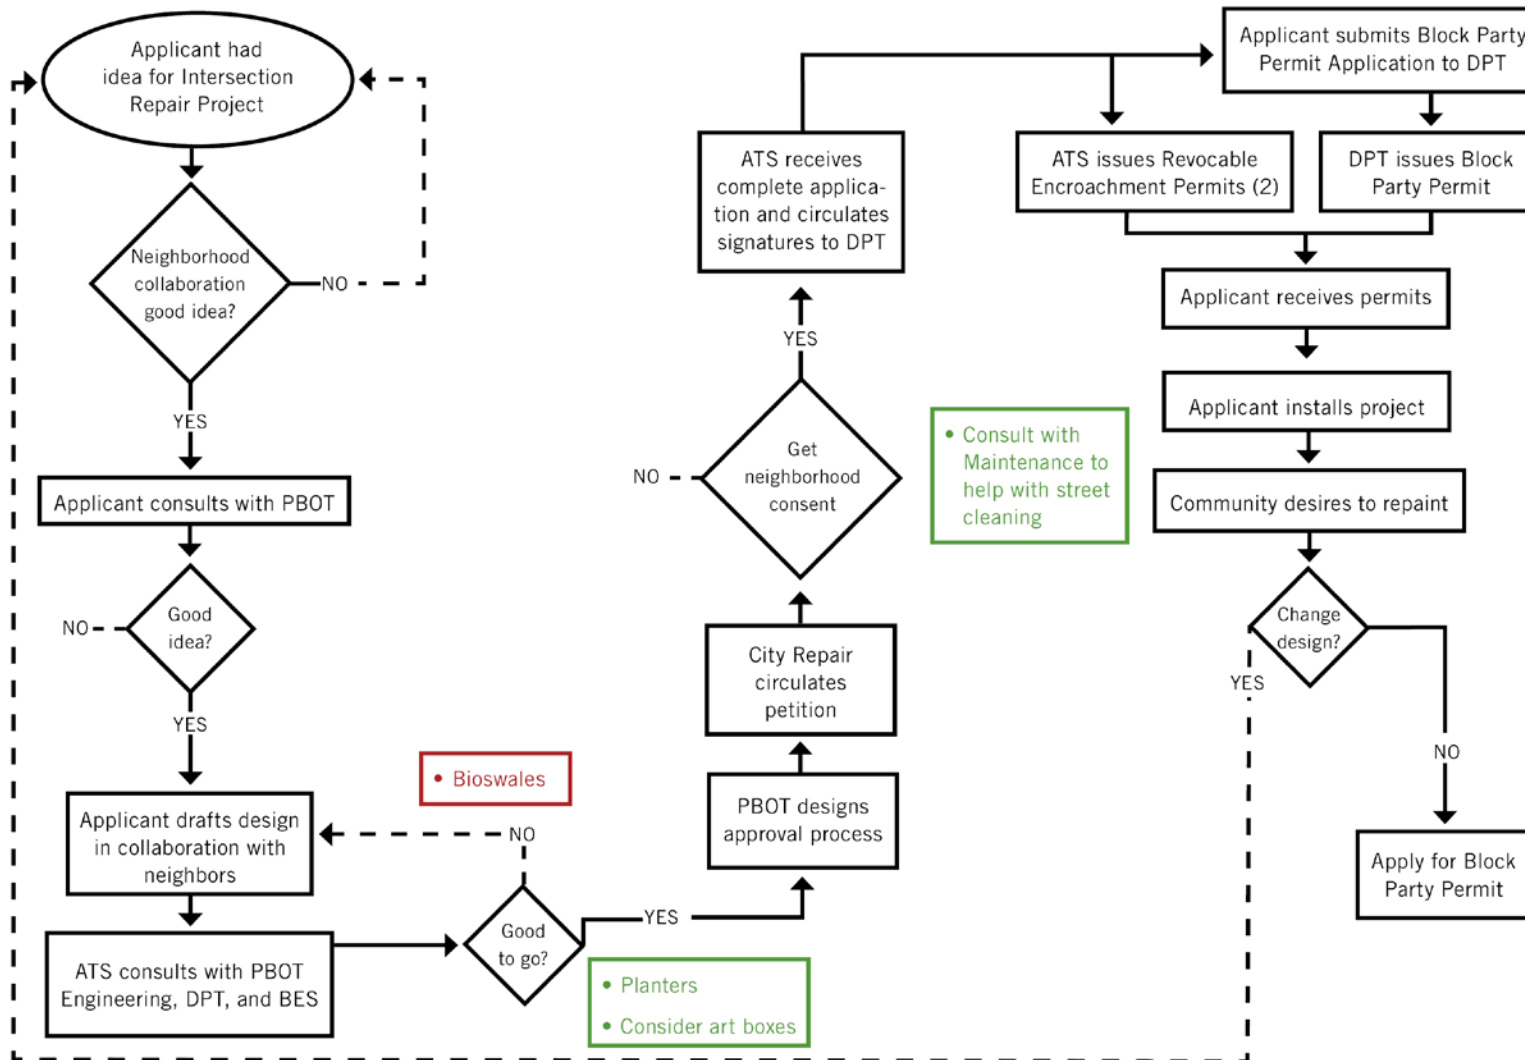 Applicant had
idea for Intersection
Repair Project
Neighborhood
collaboration
good idea?
NO
YES
Applicant consults with PBOT
Good
idea?
NO
YES
Applicant drafts design
in collaboration with
neighbors
ATS consults with PBOT
Engineering, DPT, and BES
Good
to go?
NO
• Bioswales
YES
• Planters
• Consider art boxes
PBOT designs
approval process
City Repair
circulates
petition
Get
neighborhood
consent
NO
YES
• Consult with
Maintenance to
help with street
cleaning
ATS receives
complete applica-
tion and circulates
signatures to DPT
Applicant submits Block Party
Permit Application to DPT
ATS issues Revocable
Encroachment Permits (2)
DPT issues Block
Party Permit
Applicant receives permits
Applicant installs project
Community desires to repaint
Change
design?
YES
NO
Apply for Block
Party Permit